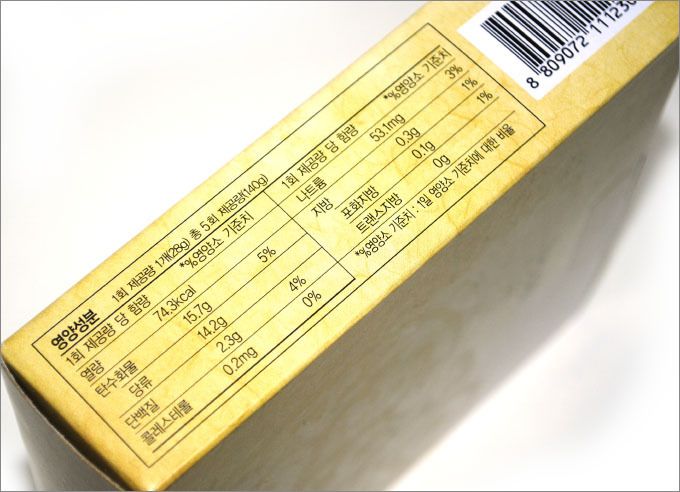 영양성분 1회 제공량 1개(28g) 총 5회 제공량(140g)
1회 제공량 당 함량 *%영양소 기준치
열량 74.3kcal
탄수화물 15.7g 5%
당류 14.2g
단백질 2.3g 4%
콜레스테롤 0.2mg 0%
1회 제공량 당 함량 *%영양소 기준치
나트륨 53.1mg 3%
지방 0.3g 1%
포화지방 0.1g 1%
트랜스지방 0g
*%영양소 기준치 : 1일 영양소 기준치에 대한 비율
8 809072 11123